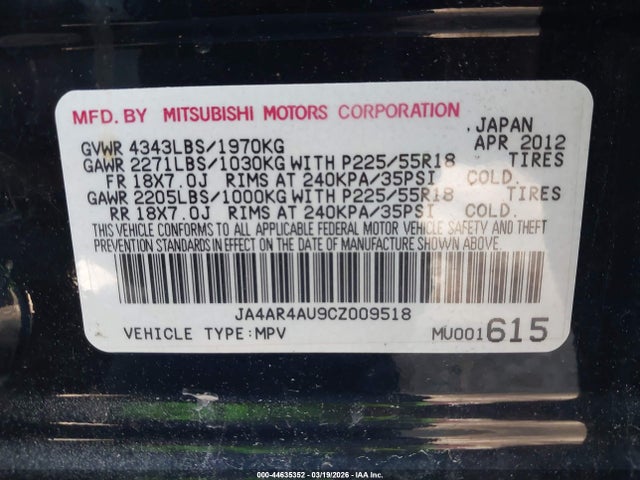 MFD. BY MITSUBISHI MOTORS CORPORATION
. JAPAN
GVWR 4343LBS/1970KG APR 2012
GAWR 2271LBS/1030KG WITH P225/55R18 TIRES
FR 18X7.0J RIMS AT 240KPA/35PSI COLD.
GAWR 2205LBS/1000KG WITH P225/55R18 TIRES
RR 18X7.0J RIMS AT 240KPA/35PSI COLD.
THIS VEHICLE CONFORMS TO ALL APPLICABLE FEDERAL MOTOR VEHICLE SAFETY AND THEFT
PREVENTION STANDARDS IN EFFECT ON THE DATE OF MANUFACTURE SHOWN ABOVE.
JA4AR4AU9CZ009518
VEHICLE TYPE:MPV MU001615
000-44635352 | 03/19/2026 | IAA Inc.